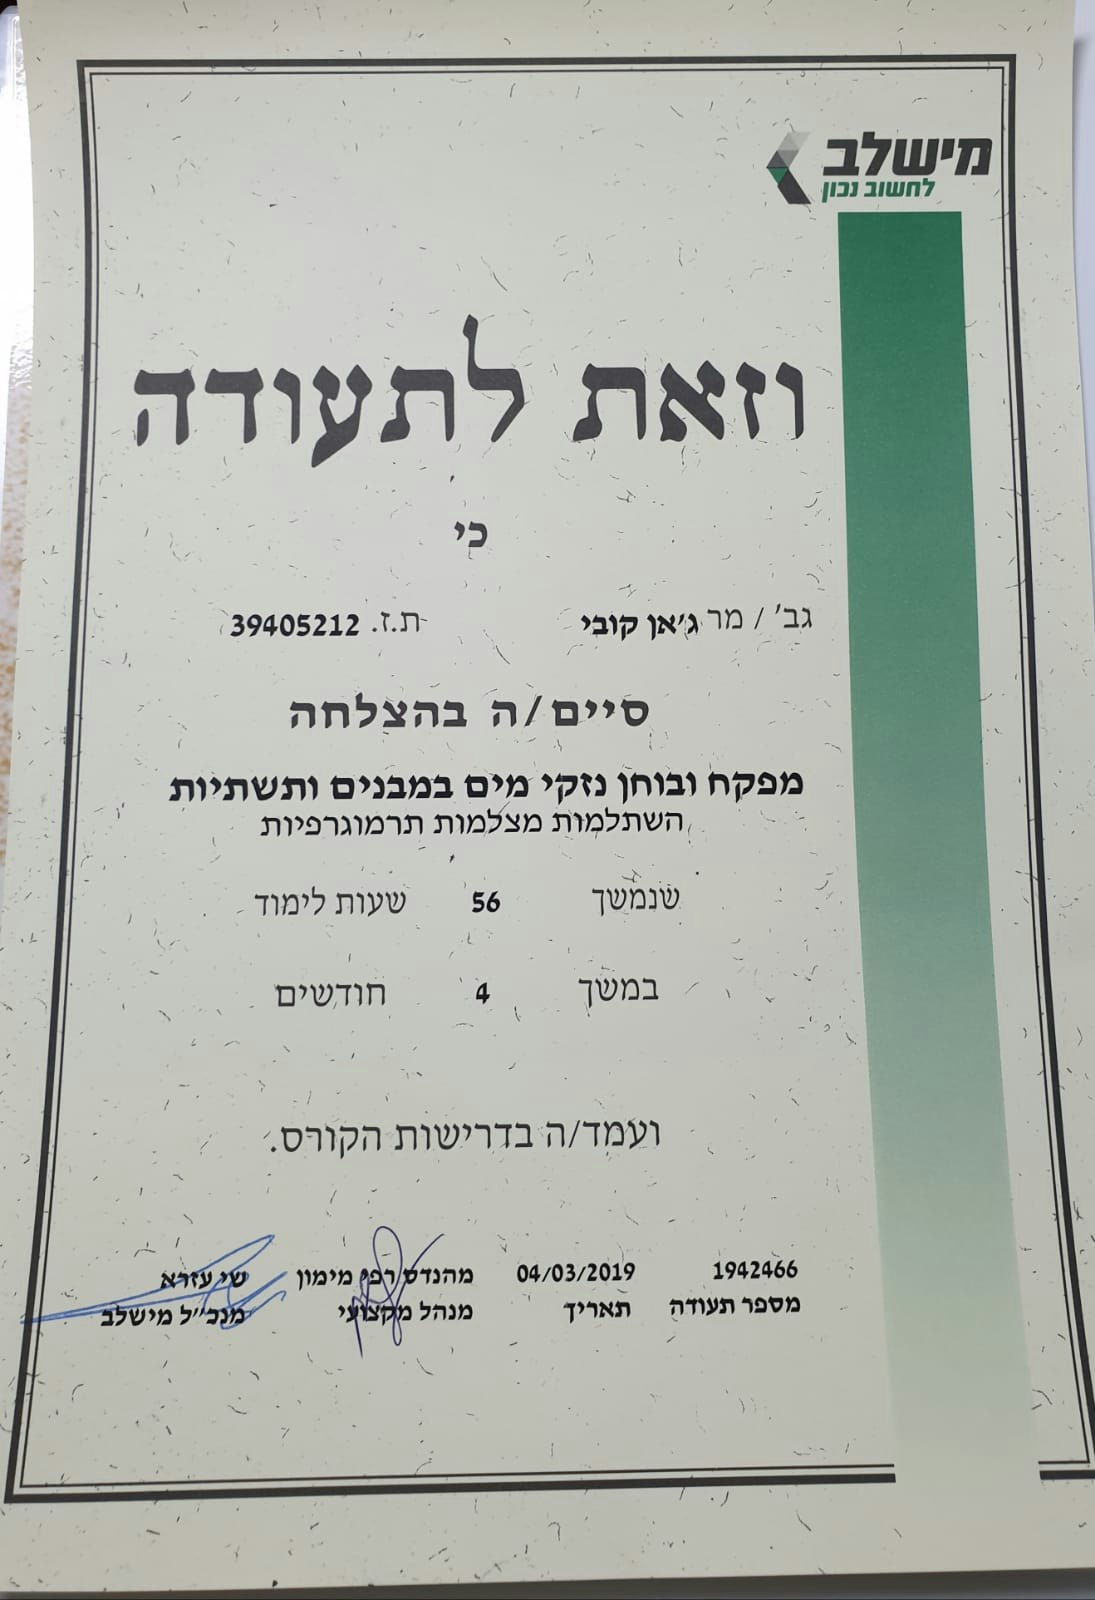 מישלב
לחשוב נכון
וזאת לתעודה
כי
גב' / מר ג'אן קובי ת.ז. 39405212
סיים/ה בהצלחה
מפקח ובוחן נזקי מים במבנים ותשתיות
השתלמות מצלמות תרמוגרפיות
שנמשך 56 שעות לימוד
במשך 4 חודשים
ועמד/ה בדרישות הקורס.
1942466 04/03/2019 מהנדס רפי מימון שי עזרא
מספר תעודה תאריך מנהל מקצועי מנכ"ל מישלב